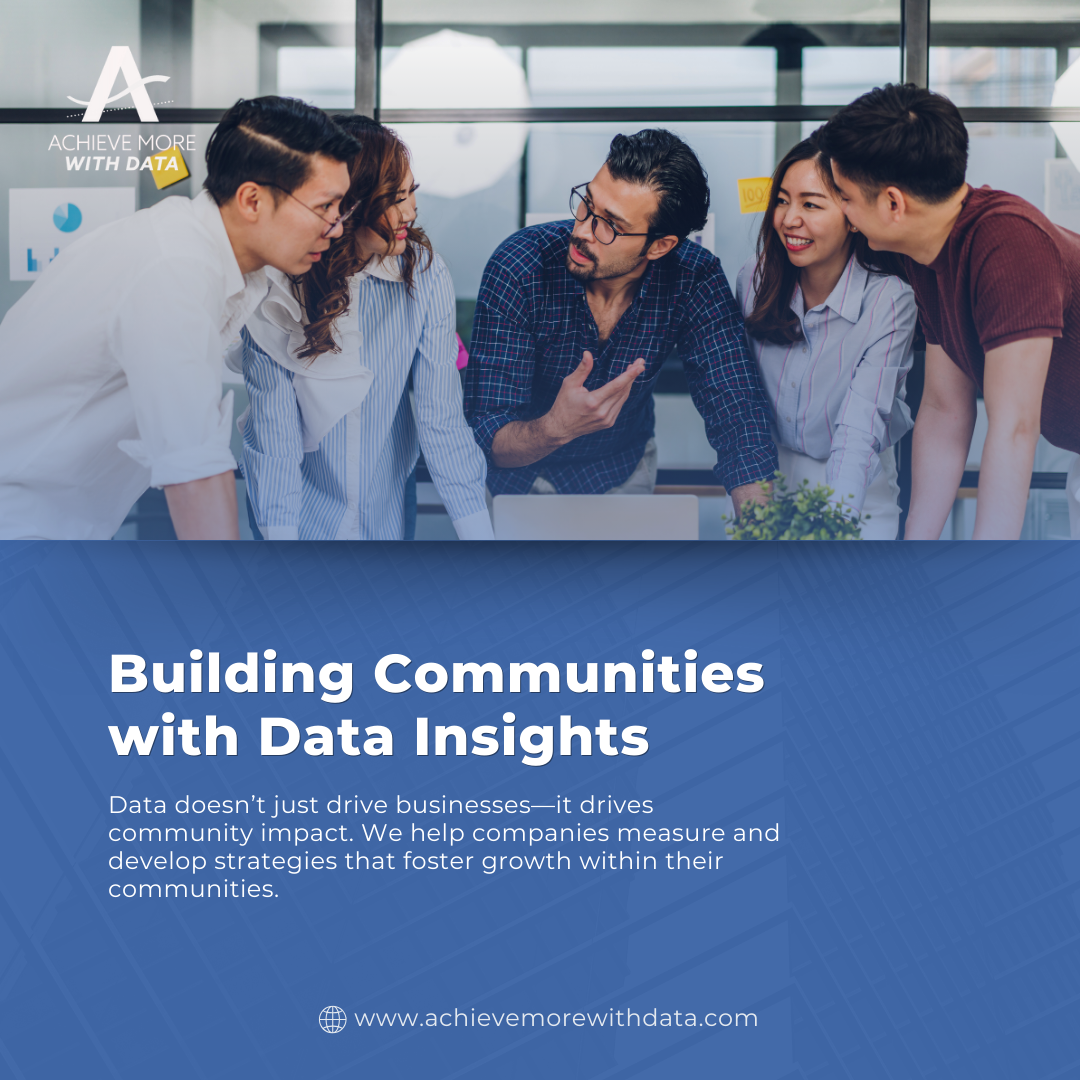 ACHIEVE MORE
WITH DATA
100
Building Communities
with Data Insights
Data doesn’t just drive businesses—it drives
community impact. We help companies measure and
develop strategies that foster growth within their
communities.
www.achievemorewithdata.com